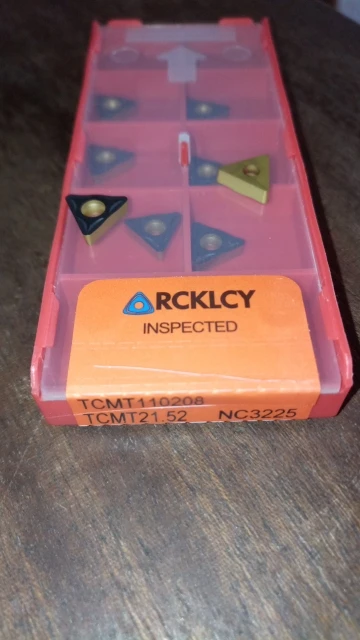 RCKLCY
INSPECTED
TCMT110208
TCMT21.52 NC3225